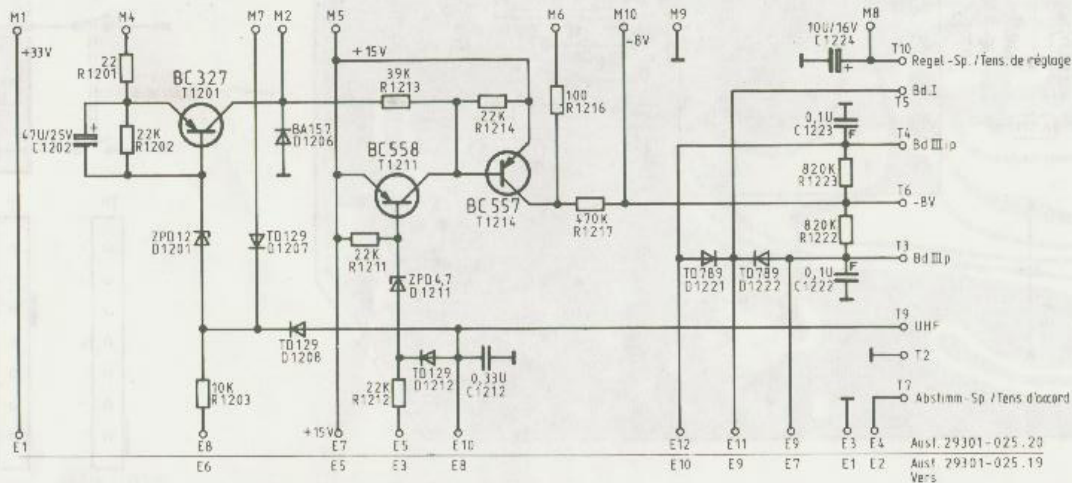 M1 M4 M7 M2 M5 M6 M10 M9 M8
+33V
+15V
-8V
10U/16V
C1224
T10
Regel-Sp./Tens. de réglage
22
R1201
BC 327
T1201
39K
R1213
100
R1216
22K
R1214
Bd.I
T5
0,1U
C1223
F
47U/25V
C1202
22K
R1202
BA157
D1206
BC558
T1211
BC557
T1214
T4
Bd III p
820K
R1223
T6
-8V
470K
R1217
820K
R1222
ZPD12
D1201
TD129
D1207
22K
R1211
ZPD4,7
D1211
TD789
D1221
TD789
D1222
T3
Bd III p
0,1U
C1222
F
T9
UHF
TD129
D1208
TD129
D1212
0,33U
C1212
T2
10K
R1203
22K
R1212
T7
Abstimm-Sp./Tens d'accord
+15V
E1 E8 E7 E5 E10 E12 E11 E9 E3 E4 Ausf. 29301-025.20
E6 E5 E3 E8 E10 E9 E7 E1 E2 Ausf. 29301-025.19
Vers